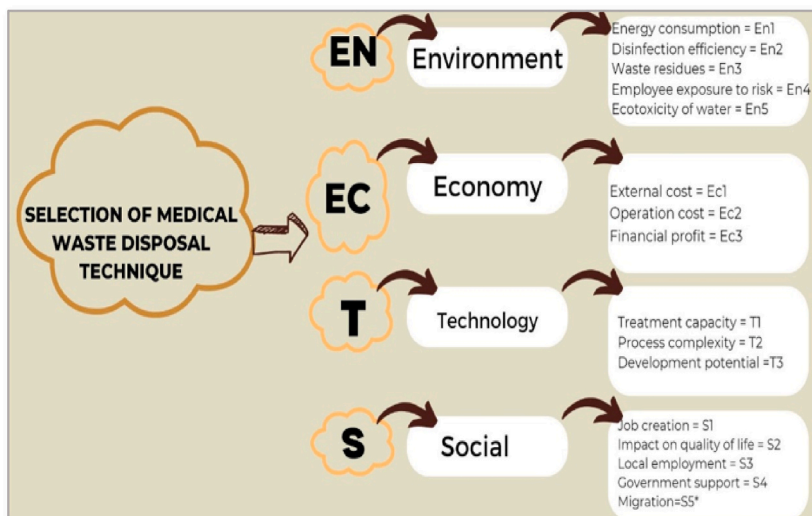 SELECTION OF MEDICAL
WASTE DISPOSAL
TECHNIQUE
EN
Environment
Energy consumption = En1
Disinfection efficiency = En2
Waste residues = En3
Employee exposure to risk = En4
Ecotoxicity of water = En5
EC
Economy
External cost = Ec1
Operation cost = Ec2
Financial profit = Ec3
T
Technology
Treatment capacity = T1
Process complexity = T2
Development potential =T3
S
Social
Job creation = S1
Impact on quality of life = S2
Local employment = S3
Government support = S4
Migration=S5*